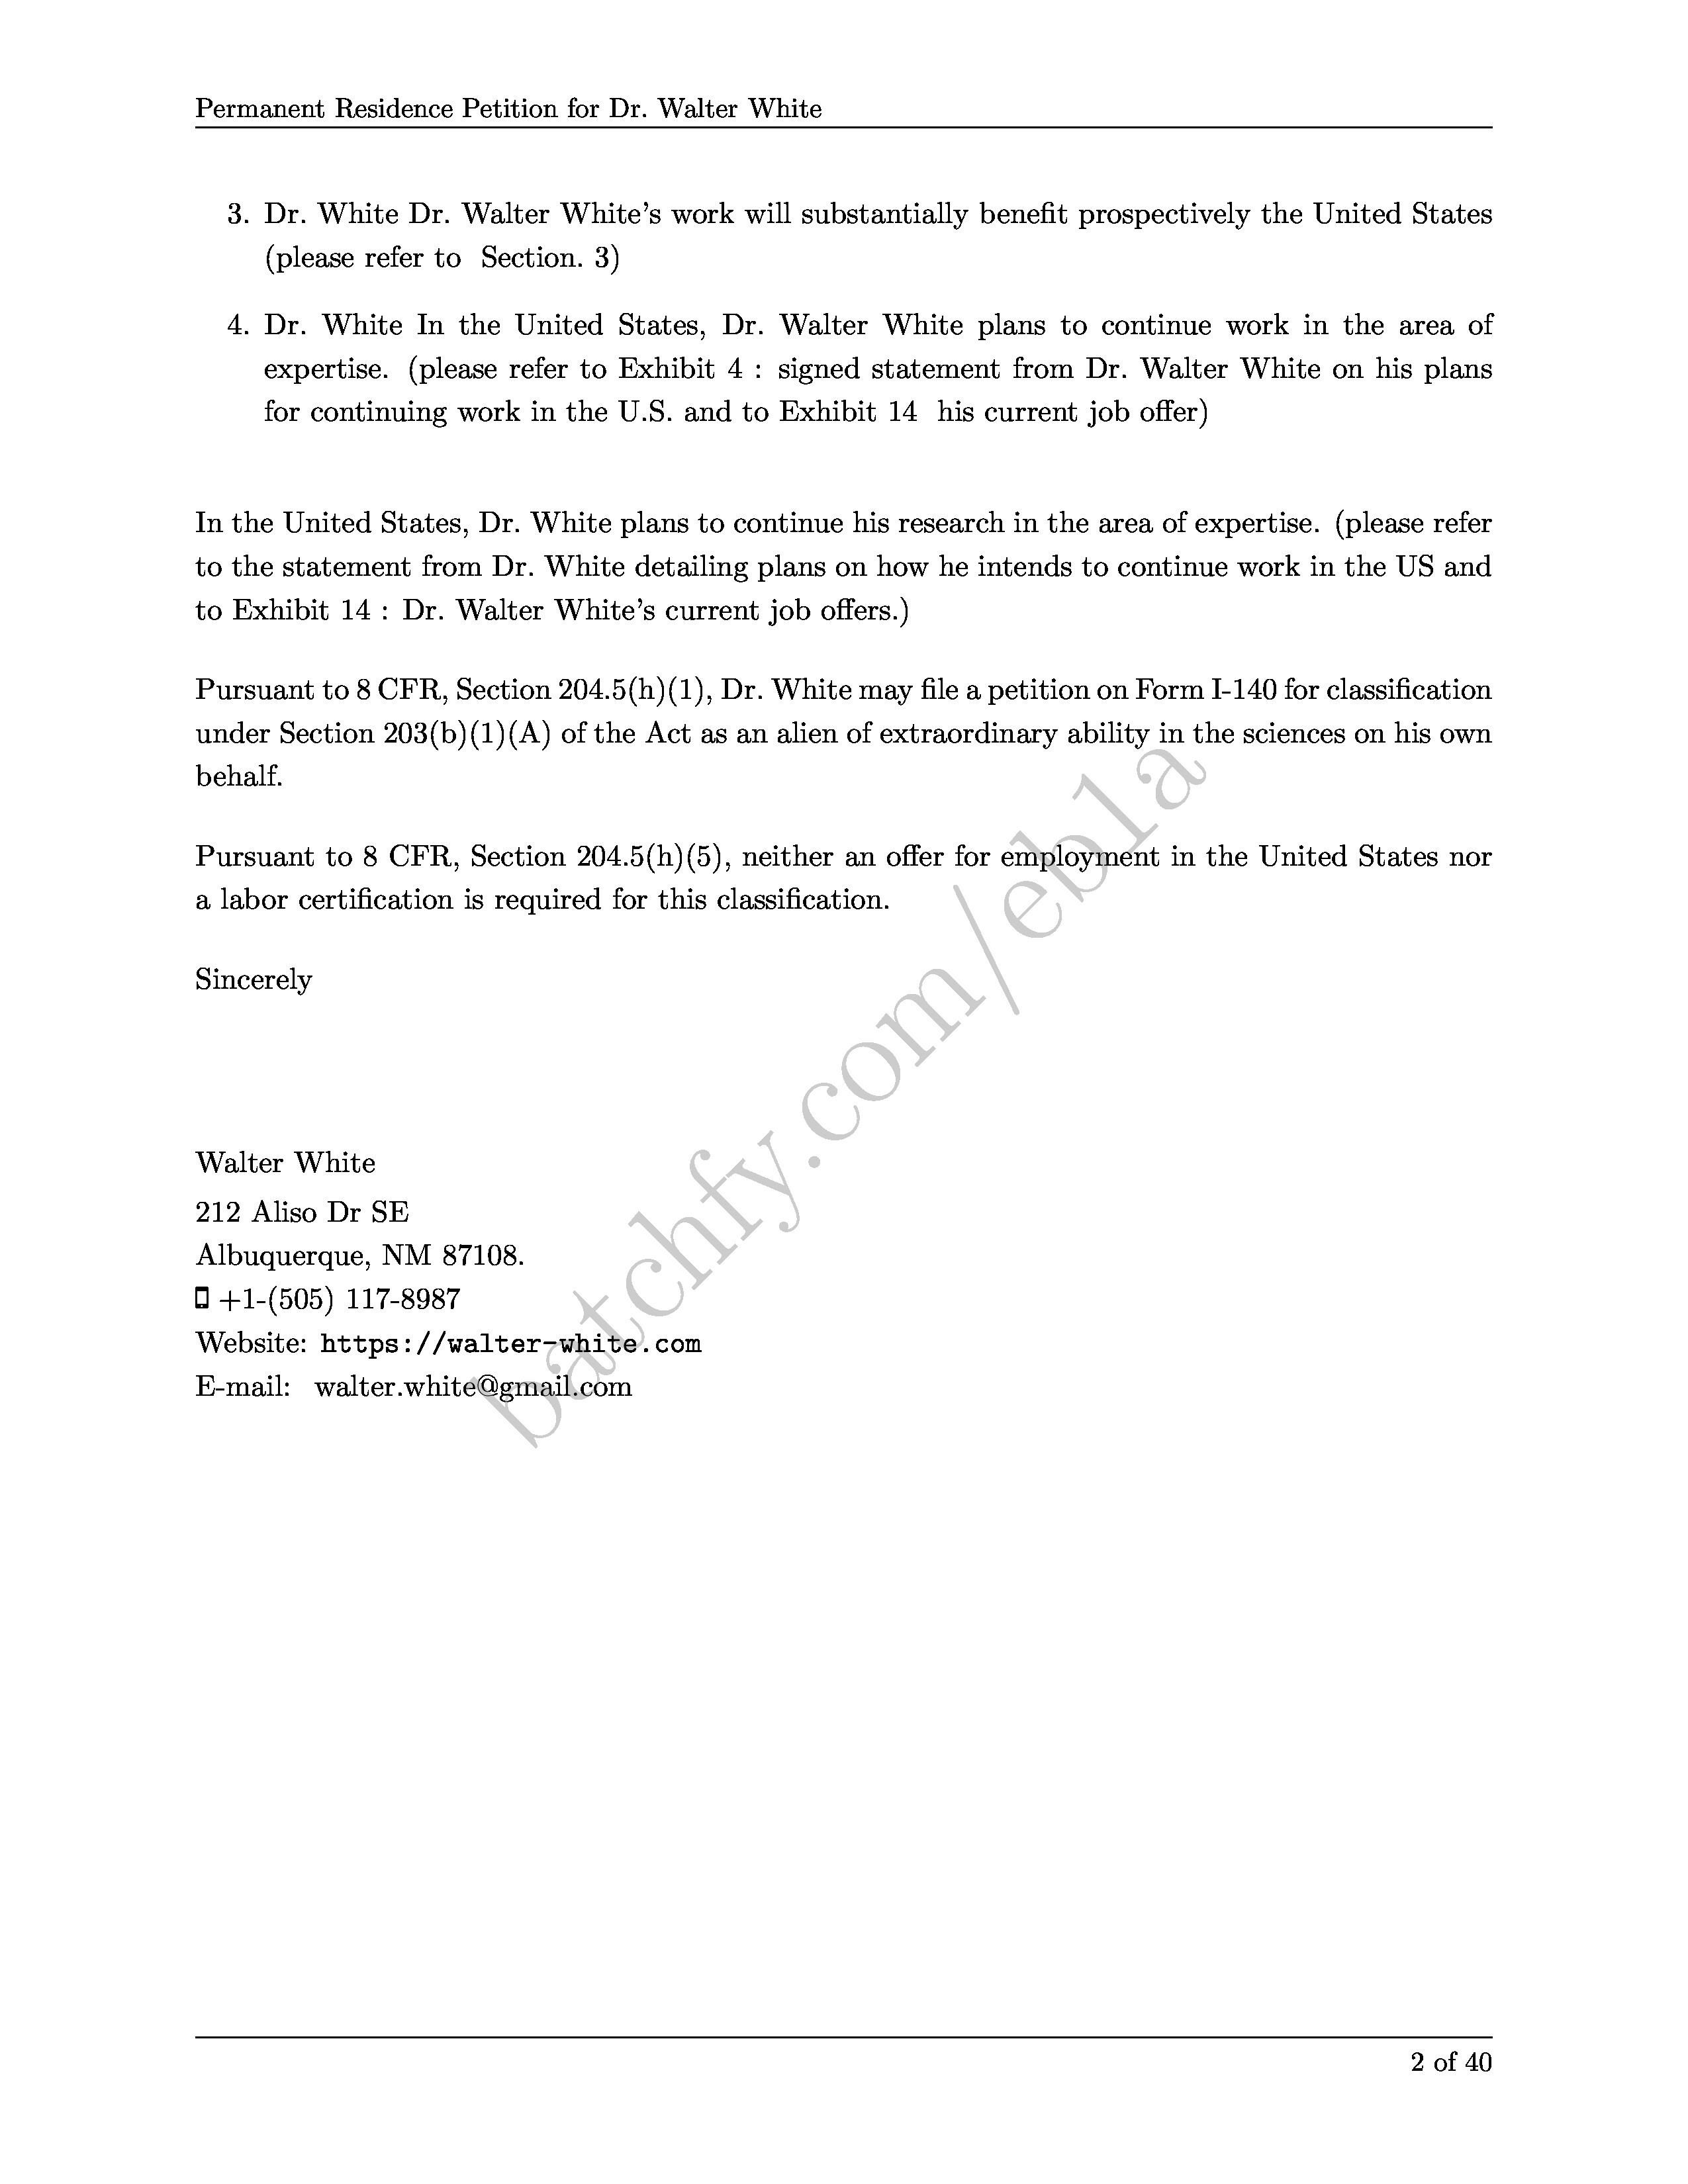 Permanent Residence Petition for Dr. Walter White
3. Dr. White Dr. Walter White's work will substantially benefit prospectively the United States
(please refer to Section. 3)
4. Dr. White In the United States, Dr. Walter White plans to continue work in the area of
expertise. (please refer to Exhibit 4 : signed statement from Dr. Walter White on his plans
for continuing work in the U.S. and to Exhibit 14 his current job offer)
In the United States, Dr. White plans to continue his research in the area of expertise. (please refer
to the statement from Dr. White detailing plans on how he intends to continue work in the US and
to Exhibit 14 : Dr. Walter White's current job offers.)
Pursuant to 8 CFR, Section 204.5(h)(1), Dr. White may file a petition on Form I-140 for classification
under Section 203(b)(1)(A) of the Act as an alien of extraordinary ability in the sciences on his own
behalf.
Pursuant to 8 CFR, Section 204.5(h)(5), neither an offer for employment in the United States nor
a labor certification is required for this classification.
Sincerely
Walter White
212 Aliso Dr SE
Albuquerque, NM 87108.
+1-(505) 117-8987
Website: https://walter-white.com
E-mail: walter.white@gmail.com
batchfy.com/eb1a
2 of 40